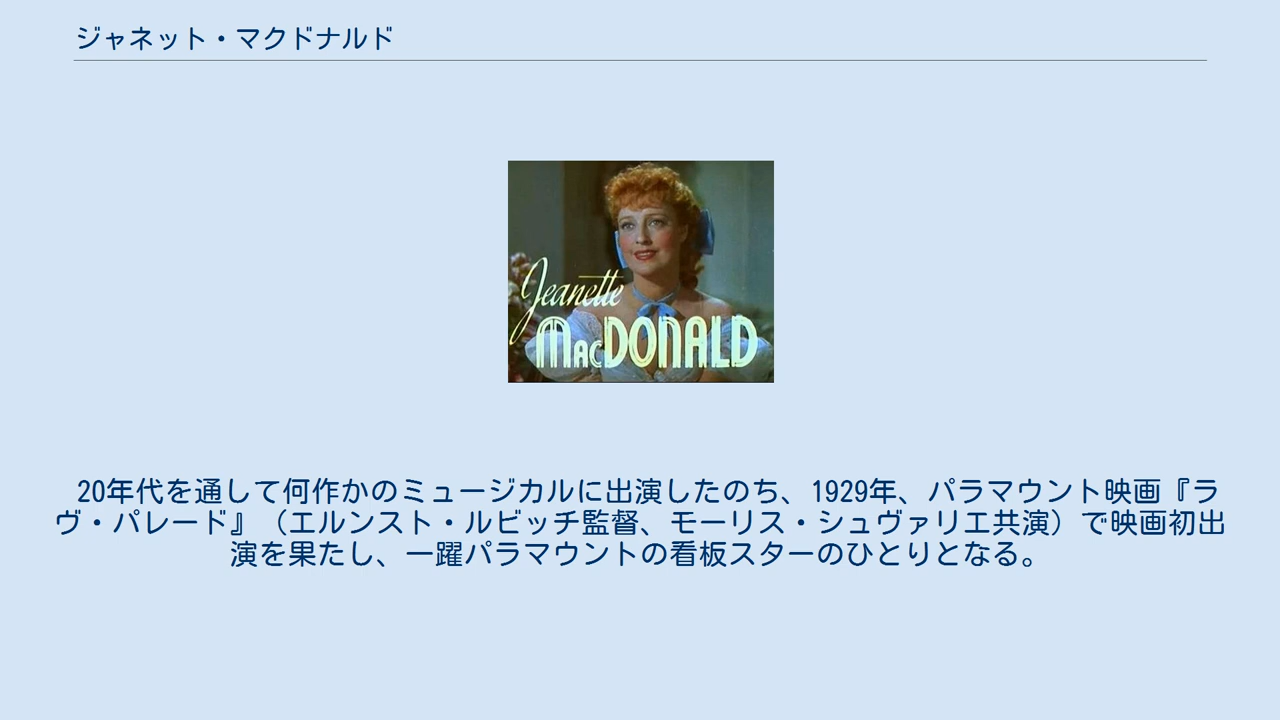 ジャネット・マクドナルド
Jeanette
MacDONALD
20年代を通して何作かのミュージカルに出演したのち、1929年、パラマウント映画『ラ
ヴ・パレード』（エルンスト・ルビッチ監督、モーリス・シュヴァリエ共演）で映画初出
演を果たし、一躍パラマウントの看板スターのひとりとなる。